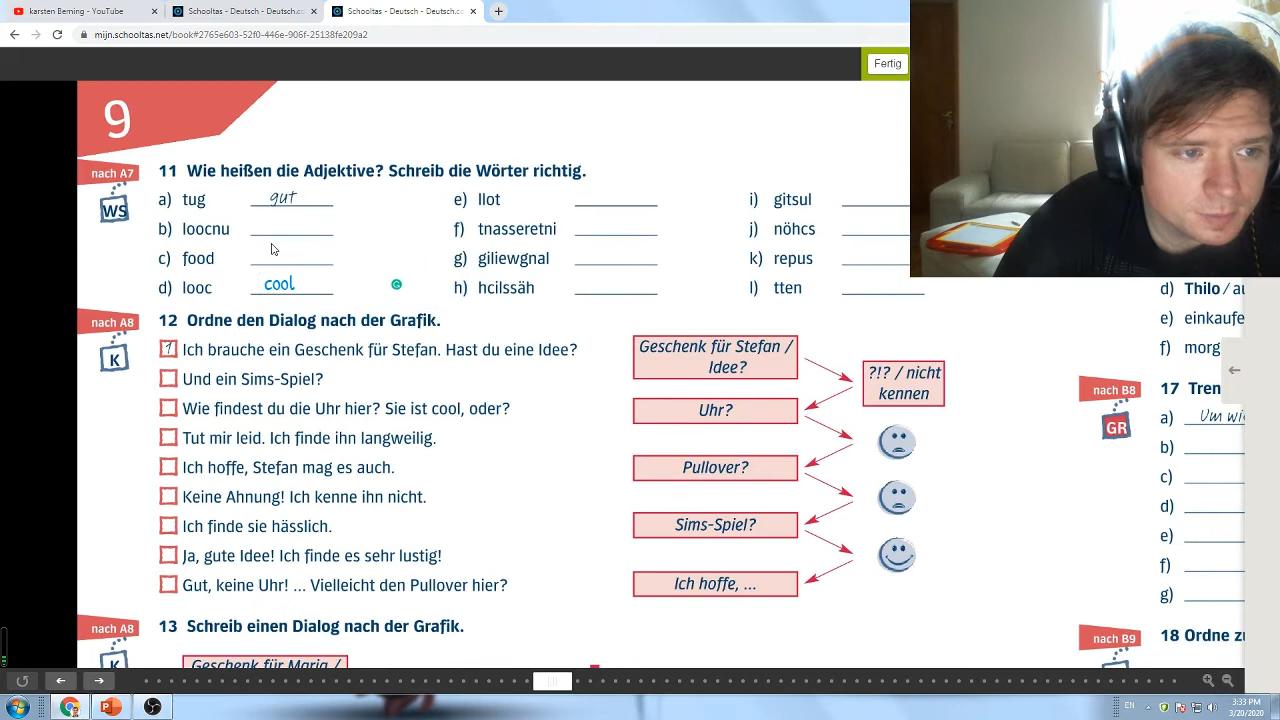 karsten Berning - YouTube
Schooltas - Deutsch - Deutsch.co
Schooltas - Deutsch - Deutsch.co
mijn.schooltas.net/book#2765e603-52f0-446e-906f-25138fe209a2
Fertig
9
nach A7
WS
11 Wie heißen die Adjektive? Schreib die Wörter richtig.
a) tug gut
e) llot
i) gitsul
b) loocnu
f) tnasseretni
j) nöhcs
c) food
g) giliewgnal
k) repus
d) looc cool
h) hcilssäh
l) tten
nach A8
K
12 Ordne den Dialog nach der Grafik.
1 Ich brauche ein Geschenk für Stefan. Hast du eine Idee?
Und ein Sims-Spiel?
Wie findest du die Uhr hier? Sie ist cool, oder?
Tut mir leid. Ich finde ihn langweilig.
Ich hoffe, Stefan mag es auch.
Keine Ahnung! Ich kenne ihn nicht.
Ich finde sie hässlich.
Ja, gute Idee! Ich finde es sehr lustig!
Gut, keine Uhr! ... Vielleicht den Pullover hier?
Geschenk für Stefan /
Idee?
?!? / nicht
kennen
Uhr?
Pullover?
Sims-Spiel?
Ich hoffe, ...
nach A8
K
13 Schreib einen Dialog nach der Grafik.
Geschenk für Maria /
d) Thilo / au
e) einkaufe
f) morg
nach B8
GR
17 Tren
a) Um wi
b)
c)
d)
e)
f)
g)
nach B9
18 Ordne zu
EN
3:33 PM
3/20/2020